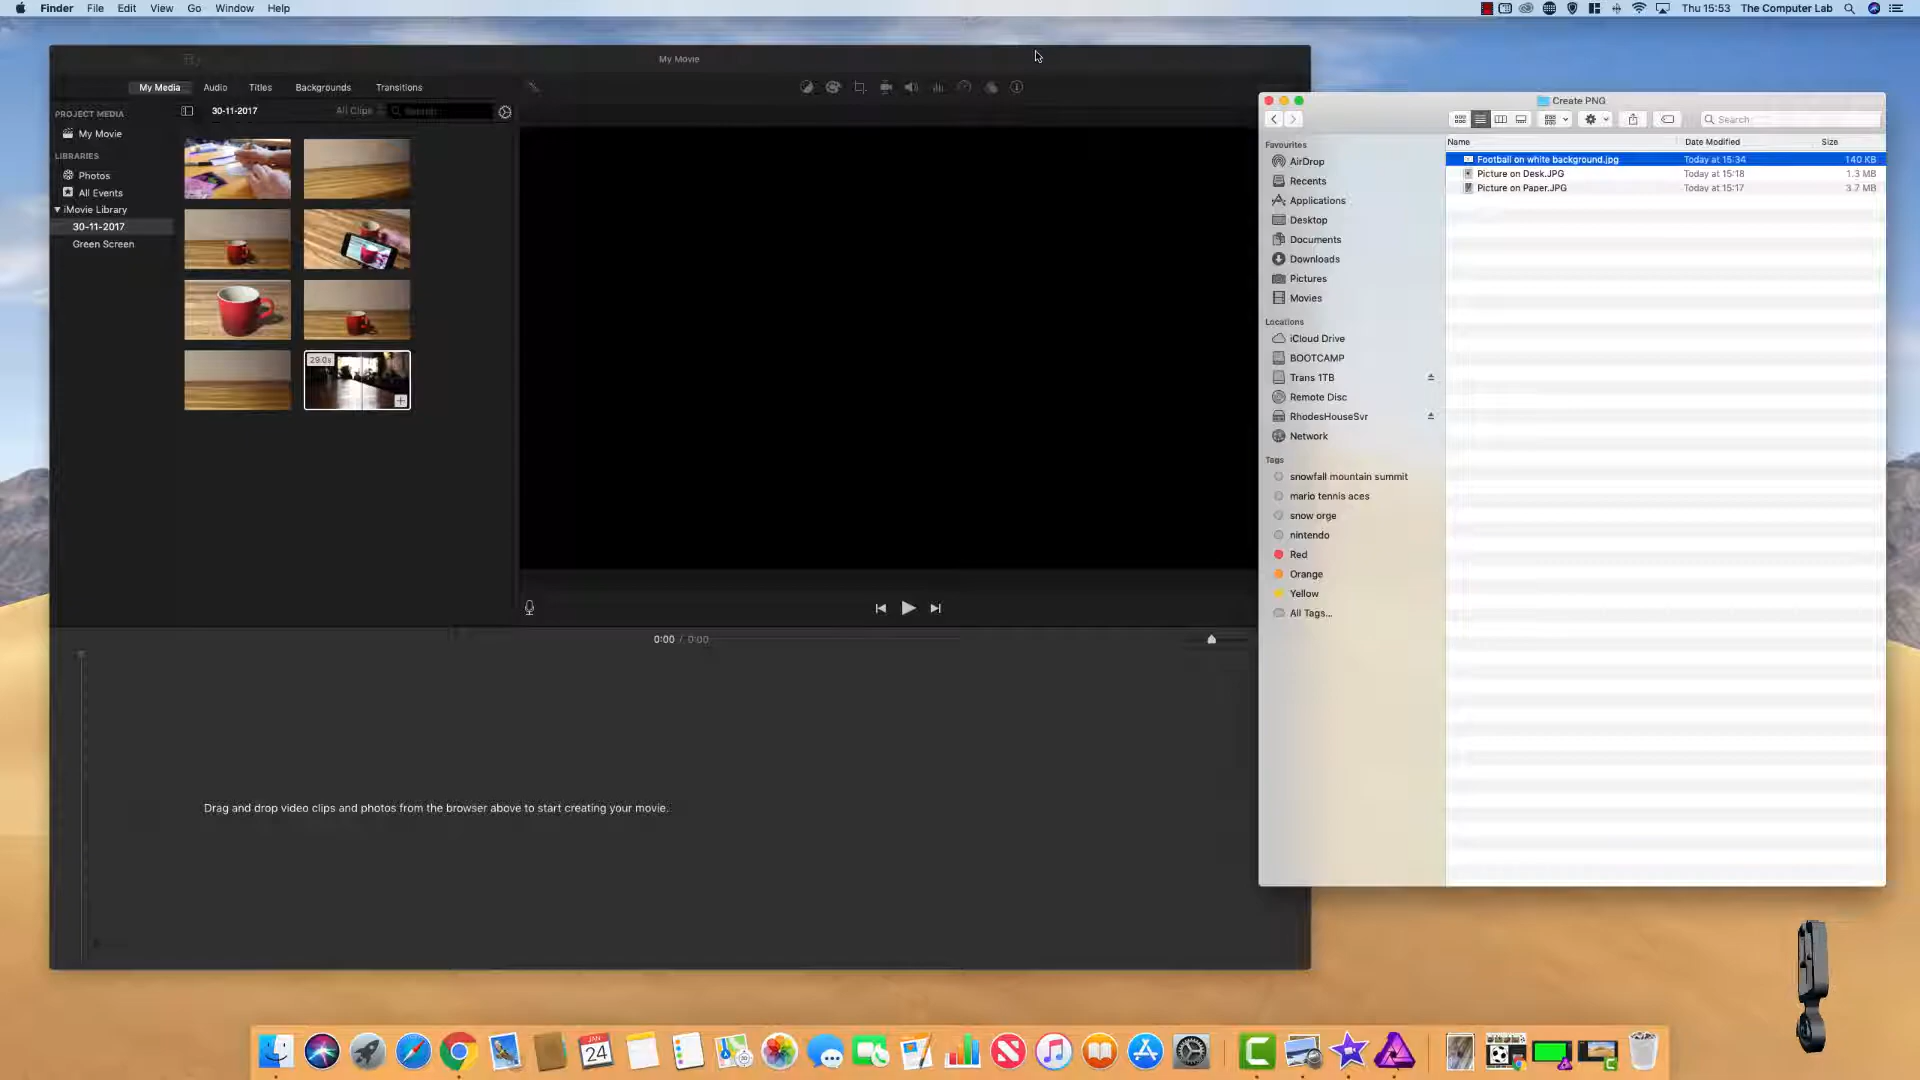 Finder File Edit View Go Window Help
Thu 15:53 The Computer Lab
My Movie
My Media Audio Titles Backgrounds Transitions
PROJECT MEDIA
My Movie
LIBRARIES
Photos
All Events
iMovie Library
30-11-2017
Green Screen
30-11-2017 All Clips Search
29.0s
0:00 / 0:00
Drag and drop video clips and photos from the browser above to start creating your movie.
Create PNG
Search
Favourites
AirDrop
Recents
Applications
Desktop
Documents
Downloads
Pictures
Movies
Locations
iCloud Drive
BOOTCAMP
Trans 1TB
Remote Disc
RhodesHouseSvr
Network
Tags
snowfall mountain summit
mario tennis aces
snow orge
nintendo
Red
Orange
Yellow
All Tags...
Name Date Modified Size
Football on white background.jpg Today at 15:34 140 KB
Picture on Desk.JPG Today at 15:18 1.3 MB
Picture on Paper.JPG Today at 15:17 3.7 MB
24